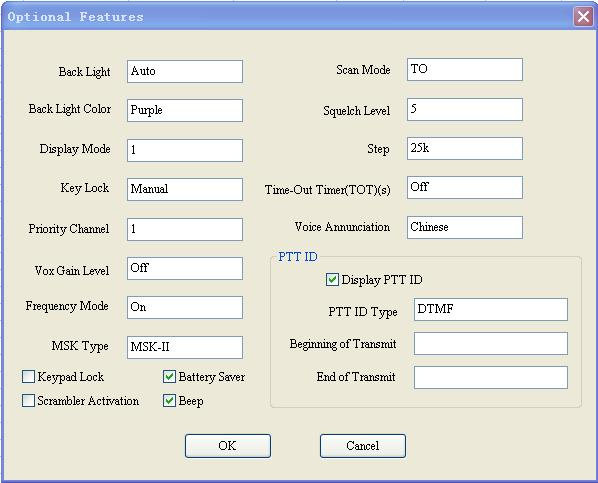 Optional Features
Back Light Auto
Back Light Color Purple
Display Mode 1
Key Lock Manual
Priority Channel 1
Vox Gain Level Off
Frequency Mode On
MSK Type MSK-II
Keypad Lock Battery Saver
Scrambler Activation Beep
Scan Mode TO
Squelch Level 5
Step 25k
Time-Out Timer(TOT)(s) Off
Voice Annunciation Chinese
PTT ID
Display PTT ID
PTT ID Type DTMF
Beginning of Transmit
End of Transmit
OK Cancel